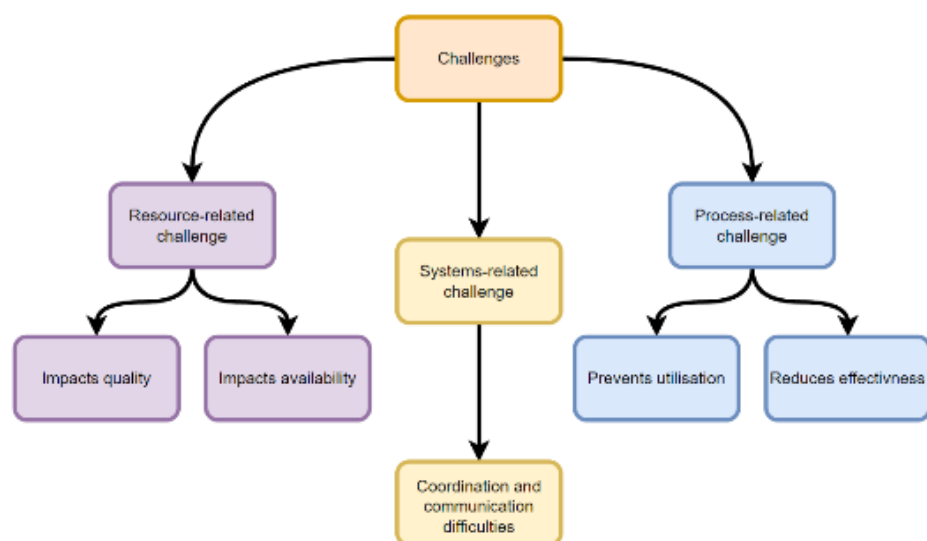 Challenges
Resource-related
challenge
Process-related
challenge
Systems-related
challenge
Impacts quality
Impacts availability
Prevents utilisation
Reduces effectivness
Coordination and
communication
difficulties